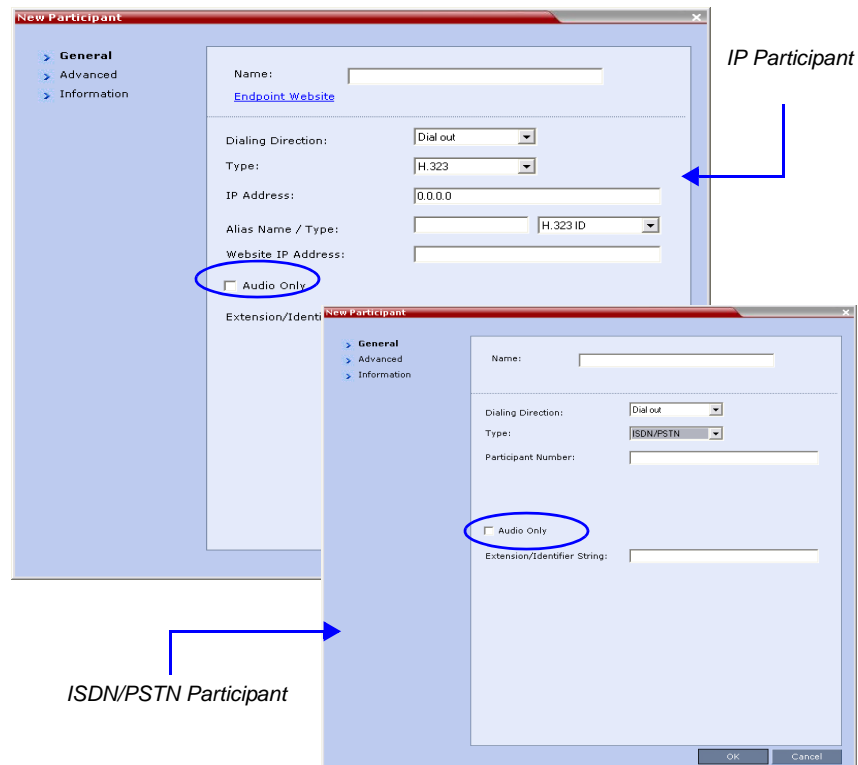 New Participant
General
Advanced
Information
Name:
Endpoint Website
Dialing Direction: Dial out
Type: H.323
IP Address: 0.0.0.0
Alias Name / Type: H.323 ID
Website IP Address:
Audio Only
Extension/Identi
IP Participant
New Participant
General
Advanced
Information
Name:
Dialing Direction: Dial out
Type: ISDN/PSTN
Participant Number:
Audio Only
Extension/Identifier String:
OK Cancel
ISDN/PSTN Participant